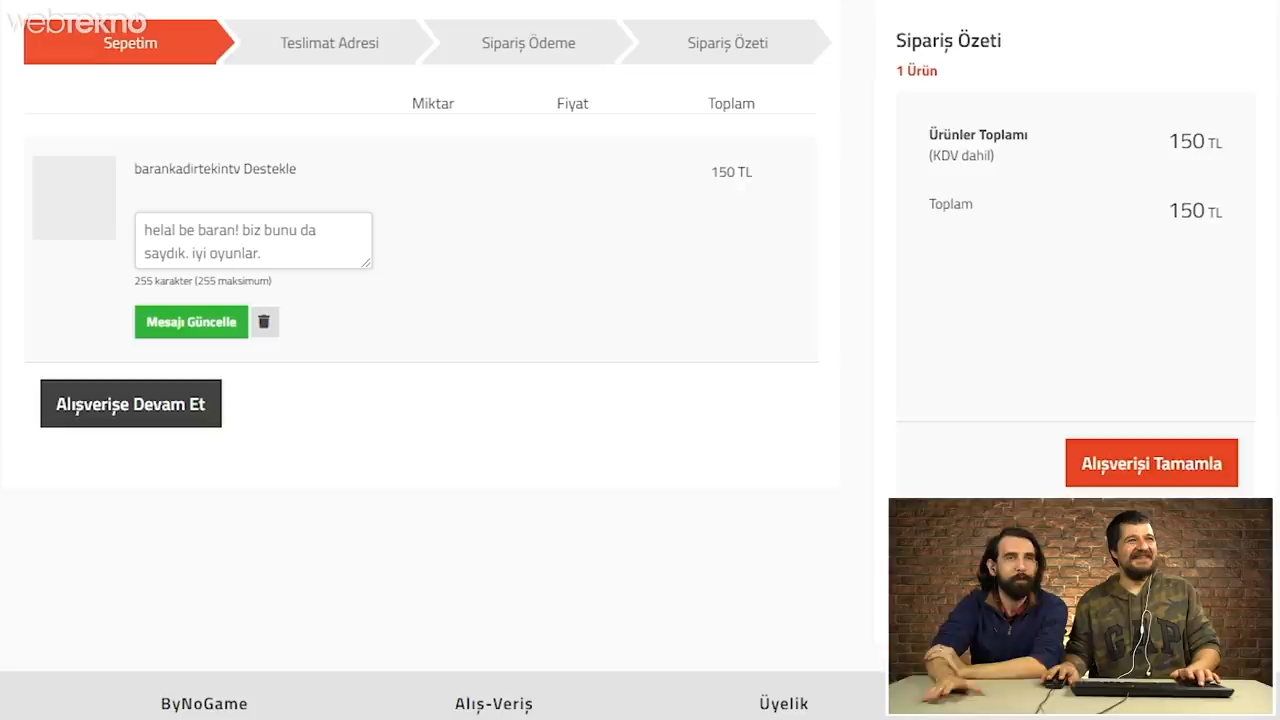 webtekno
Sepetim
Teslimat Adresi
Sipariş Ödeme
Sipariş Özeti
Miktar
Fiyat
Toplam
barankadirtekintv Destekle
150 TL
helal be baran! biz bunu da
saydık. iyi oyunlar.
255 karakter (255 maksimum)
Mesajı Güncelle
Alışverişe Devam Et
Sipariş Özeti
1 Ürün
Ürünler Toplamı
(KDV dahil)
150 TL
Toplam
150 TL
Alışverişi Tamamla
GAP
ByNoGame
Alış-Veriş
Üyelik